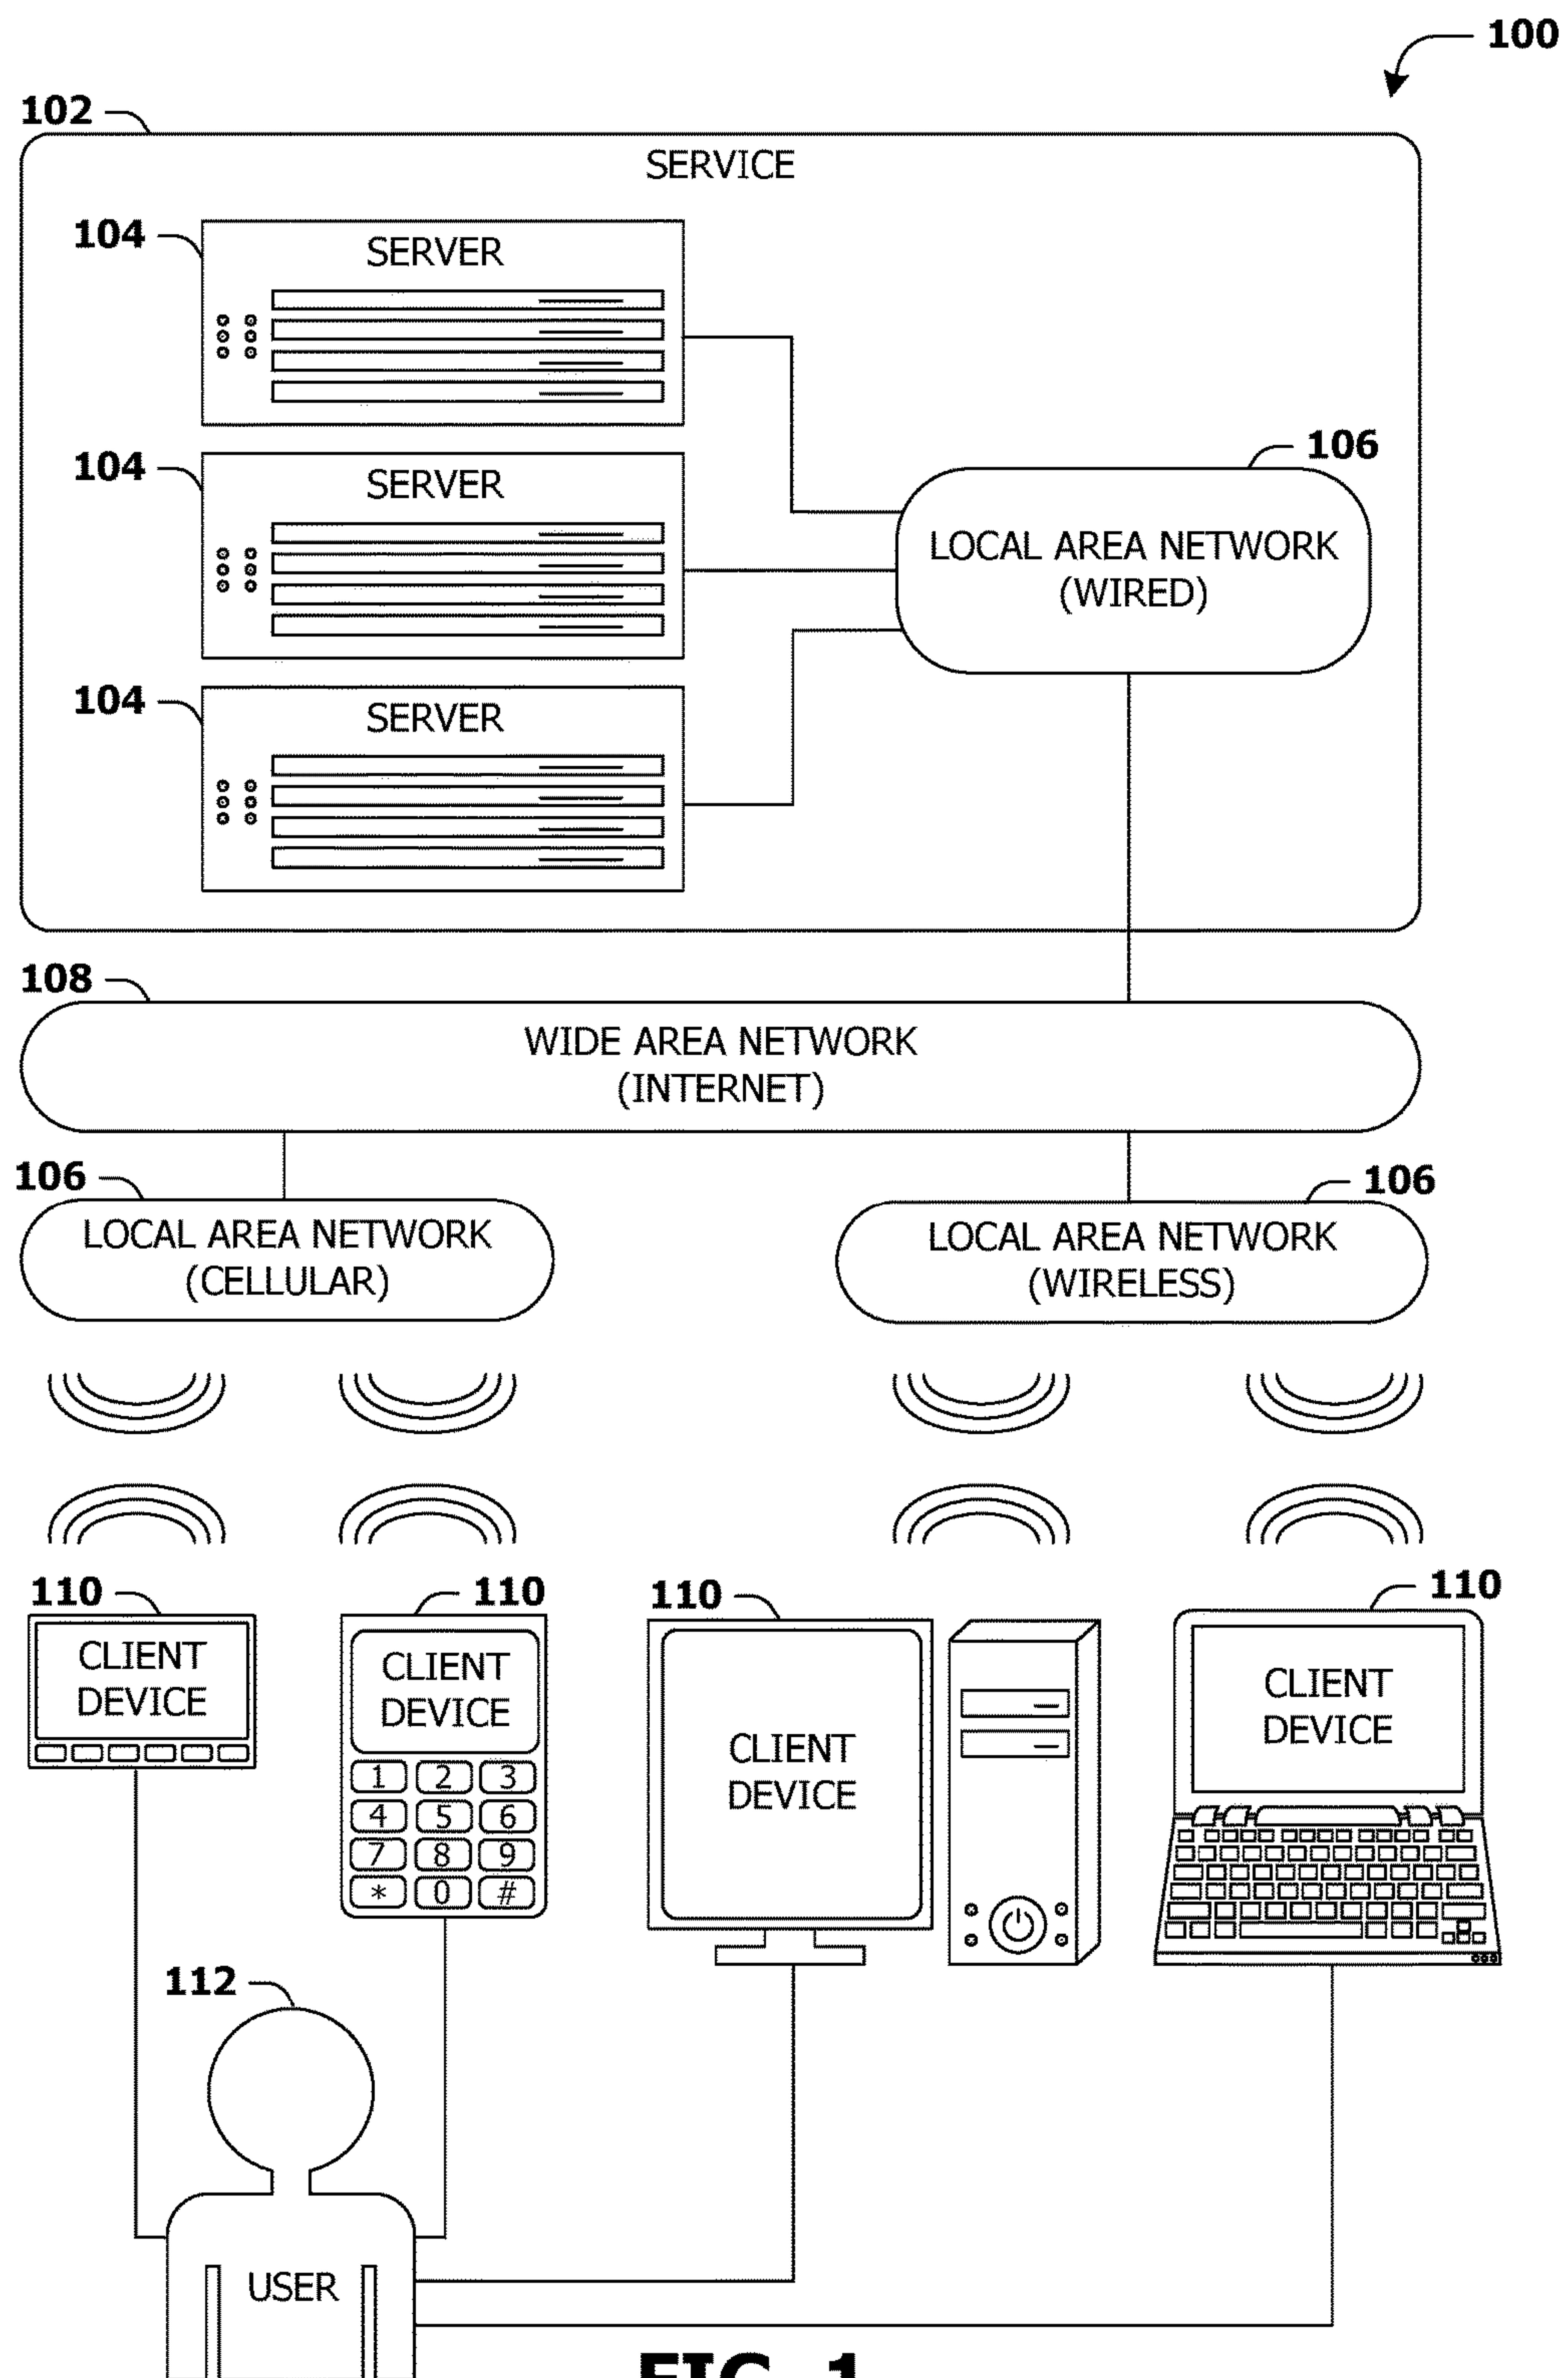 100
102
SERVICE
104
SERVER
104
SERVER
106
LOCAL AREA NETWORK
(WIRED)
104
SERVER
108
WIDE AREA NETWORK
(INTERNET)
106
LOCAL AREA NETWORK
(CELLULAR)
106
LOCAL AREA NETWORK
(WIRELESS)
110
CLIENT
DEVICE
110
CLIENT
DEVICE
1 2 3
4 5 6
7 8 9
* 0 #
110
CLIENT
DEVICE
110
CLIENT
DEVICE
112
USER
FIG. 1